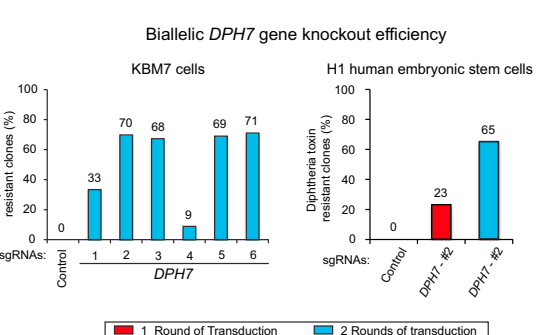 Biallelic DPH7 gene knockout efficiency
KBM7 cells
resistant clones (%)
100
80
60
40
20
0
0
33
70
68
9
69
71
sgRNAs:
Control
1
2
3
4
5
6
DPH7
H1 human embryonic stem cells
Diphtheria toxin
resistant clones (%)
100
80
60
40
20
0
0
23
65
sgRNAs:
Control
DPH7 - #2
DPH7 - #2
1 Round of Transduction
2 Rounds of transduction